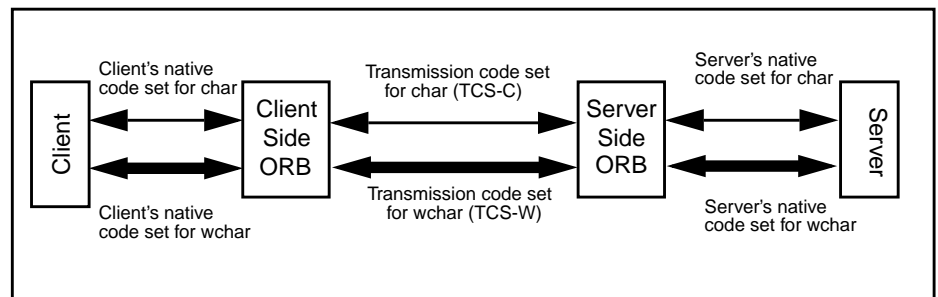 Client's native
code set for char
Transmission code set
for char (TCS-C)
Server's native
code set for char
Client
Client
Side
ORB
Server
Side
ORB
Server
Client's native
code set for wchar
Transmission code set
for wchar (TCS-W)
Server's native
code set for wchar